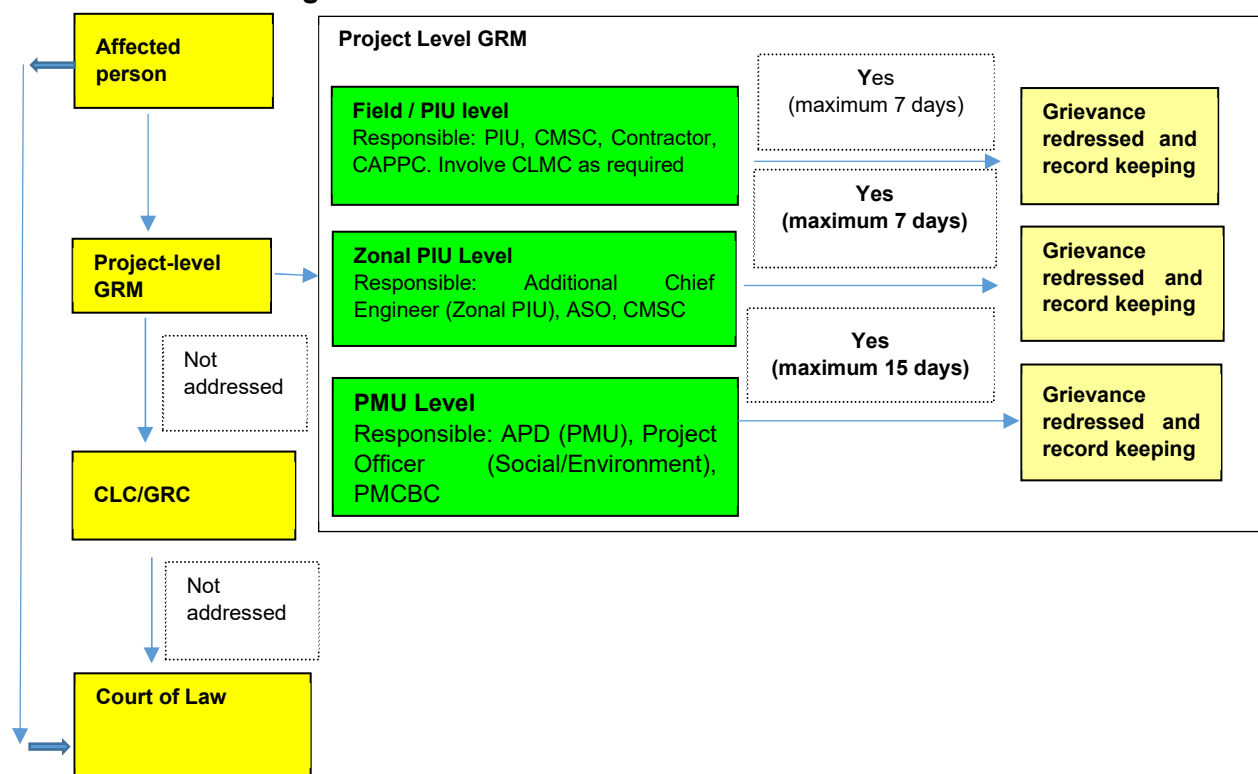 Affected
person
Project-level
GRM
Not
addressed
CLC/GRC
Not
addressed
Court of Law
Project Level GRM
Field / PIU level
Responsible: PIU, CMSC, Contractor,
CAPPC. Involve CLMC as required
Yes
(maximum 7 days)
Grievance
redressed and
record keeping
Zonal PIU Level
Responsible: Additional Chief
Engineer (Zonal PIU), ASO, CMSC
Yes
(maximum 7 days)
Grievance
redressed and
record keeping
PMU Level
Responsible: APD (PMU), Project
Officer (Social/Environment),
PMCBC
Yes
(maximum 15 days)
Grievance
redressed and
record keeping